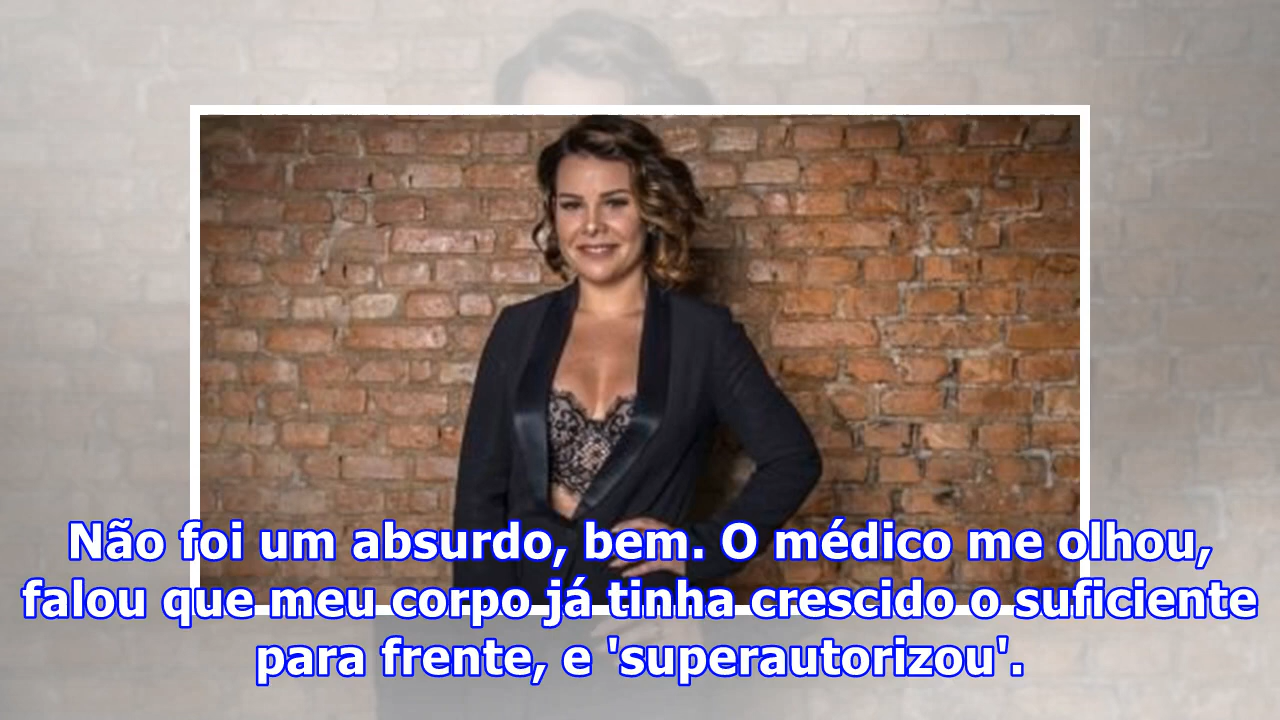 Não foi um absurdo, bem. O médico me olhou,
falou que meu corpo já tinha crescido o suficiente
para frente, e 'superautorizou'.